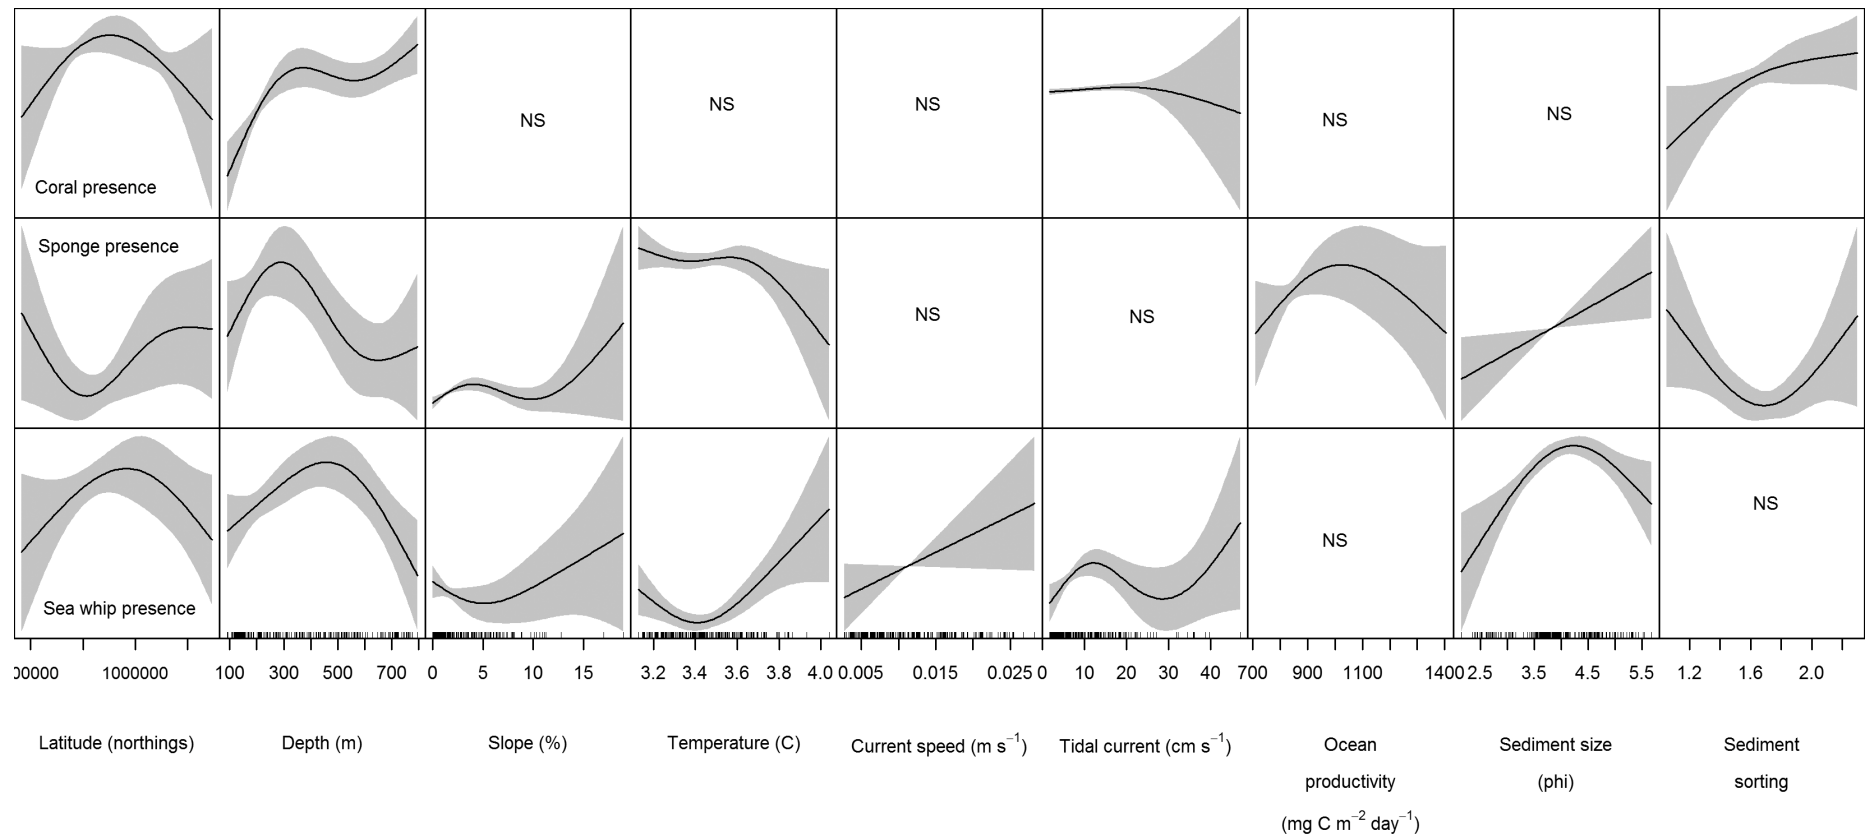 NS
NS
NS
NS
NS
NS
Coral presence
Sponge presence
NS
NS
NS
NS
Sea whip presence
00000 1000000 100 300 500 700 0 5 10 15 3.2 3.4 3.6 3.8 4.0 0.005 0.015 0.025 0 10 20 30 40 700 900 1100 1400 2.5 3.5 4.5 5.5 1.2 1.6 2.0
Latitude (northings) Depth (m) Slope (%) Temperature (C) Current speed (m s⁻¹) Tidal current (cm s⁻¹) Ocean Sediment size Sediment
productivity (phi) sorting
(mg C m⁻² day⁻¹)